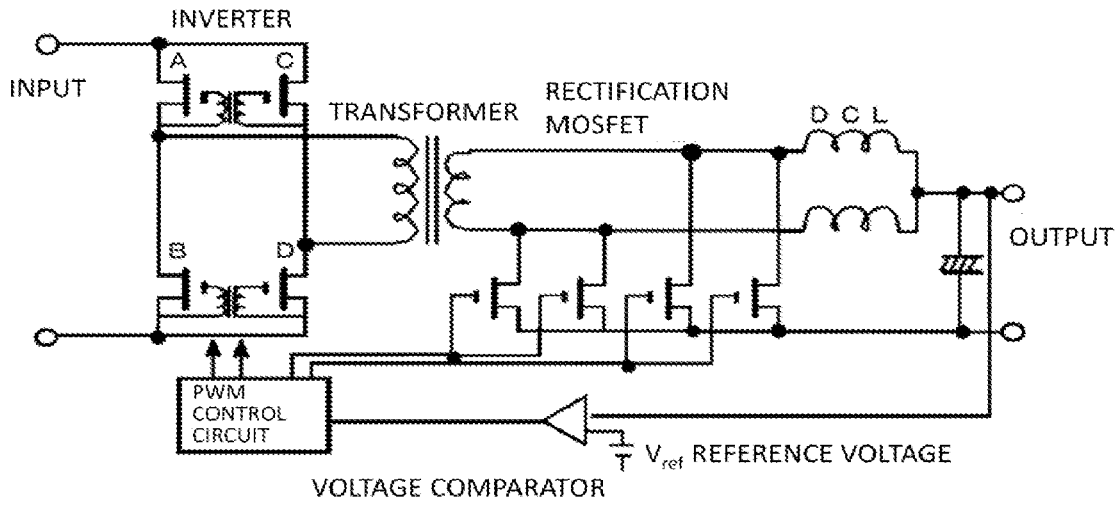 INVERTER
A
C
INPUT
TRANSFORMER
RECTIFICATION
MOSFET
D C L
B
D
OUTPUT
PWM
CONTROL
CIRCUIT
Vref REFERENCE VOLTAGE
VOLTAGE COMPARATOR